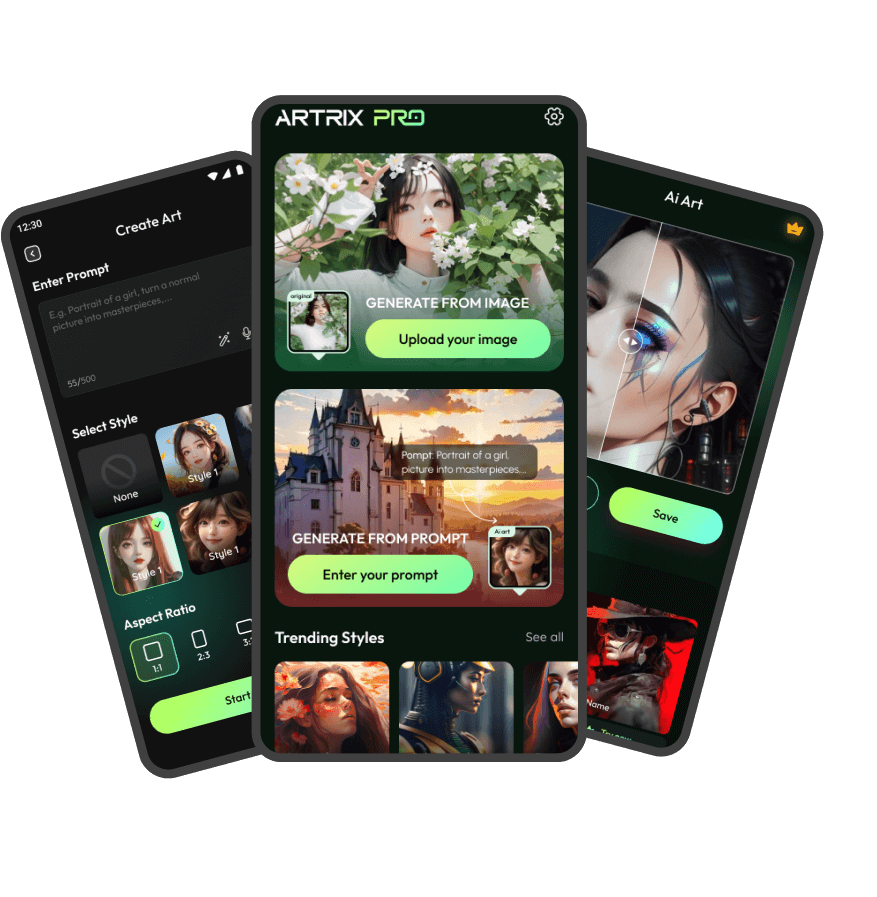 12:30
Create Art
Enter Prompt
E.g. Portrait of a girl, turn a normal
picture into masterpieces,...
55/500
Select Style
None
Style 1
Style 1
Style 1
Aspect Ratio
1:1
2:3
3:
Start
ARTRIX PRO
original
GENERATE FROM IMAGE
Upload your image
Pompt: Portrait of a girl,
picture into masterpieces...
GENERATE FROM PROMPT
Ai art
Enter your prompt
Trending Styles
See all
Ai Art
Save
Name